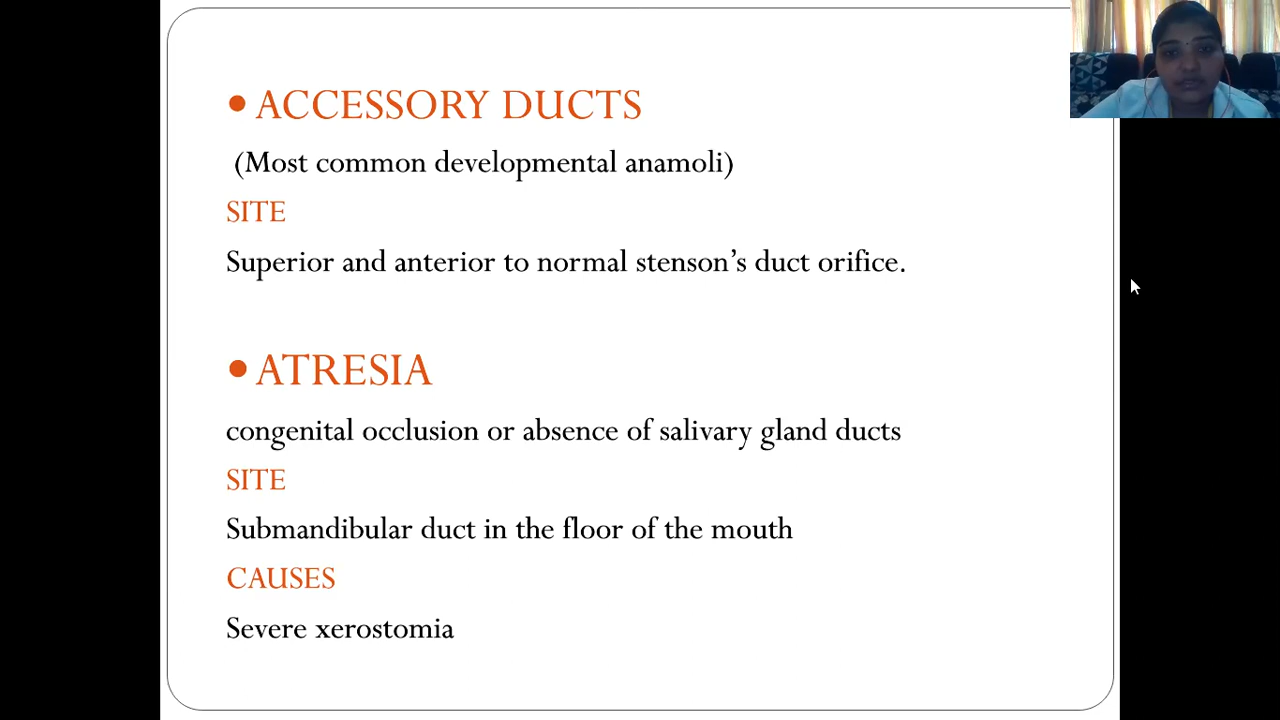 • ACCESSORY DUCTS
(Most common developmental anamoli)
SITE
Superior and anterior to normal stenson’s duct orifice.
• ATRESIA
congenital occlusion or absence of salivary gland ducts
SITE
Submandibular duct in the floor of the mouth
CAUSES
Severe xerostomia